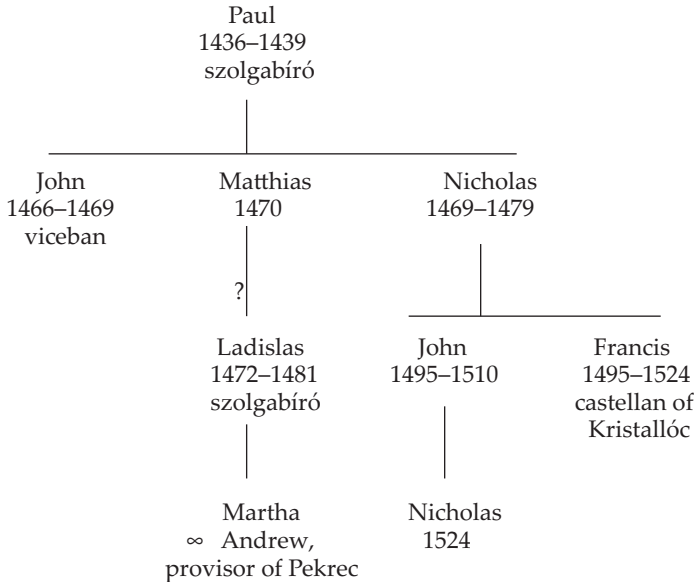 Paul
1436–1439
szolgabíró
John
1466–1469
viceban
Matthias
1470
Nicholas
1469–1479
?
Ladislas
1472–1481
szolgabíró
John
1495–1510
Francis
1495–1524
castellan of
Kristallóc
Martha
∞ Andrew,
provisor of Pekrec
Nicholas
1524